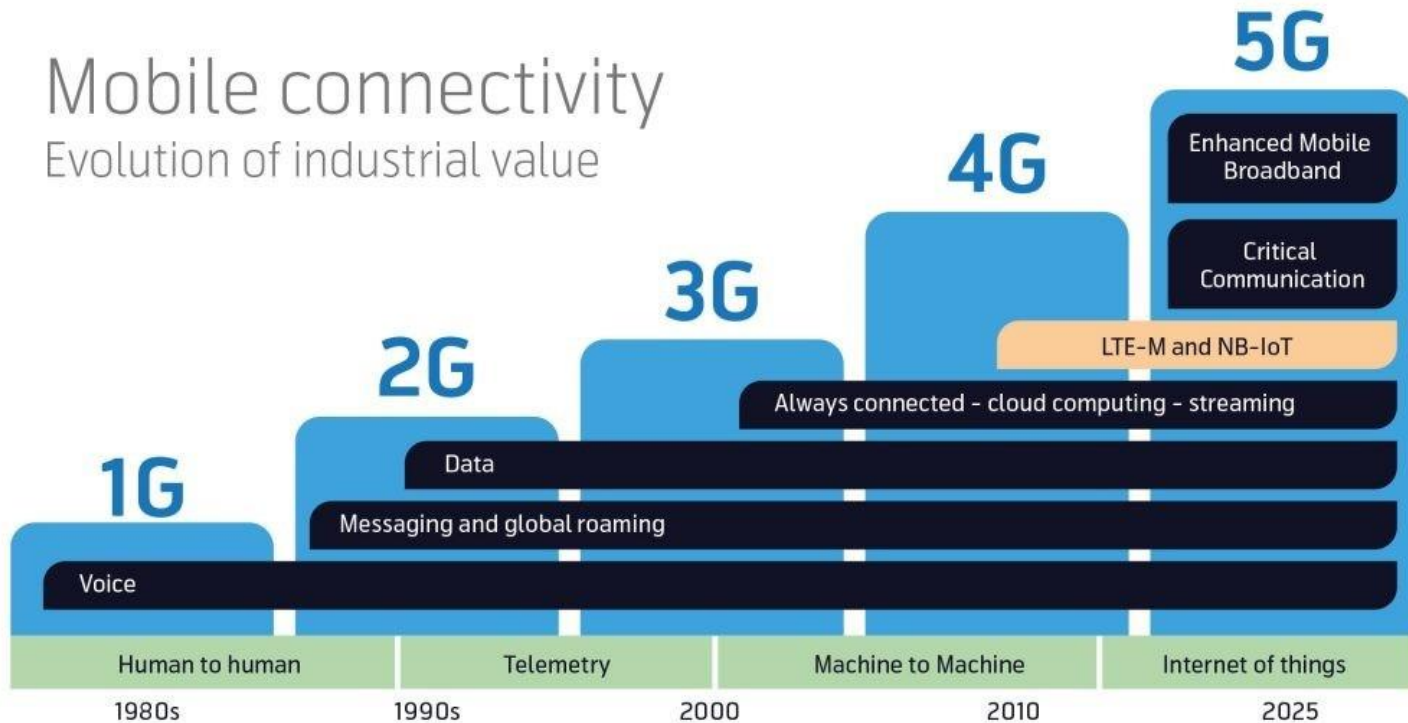 Mobile connectivity
Evolution of industrial value
5G
Enhanced Mobile
Broadband
4G
Critical
Communication
3G
LTE-M and NB-IoT
2G
Always connected – cloud computing – streaming
Data
1G
Messaging and global roaming
Voice
Human to human
Telemetry
Machine to Machine
Internet of things
1980s
1990s
2000
2010
2025